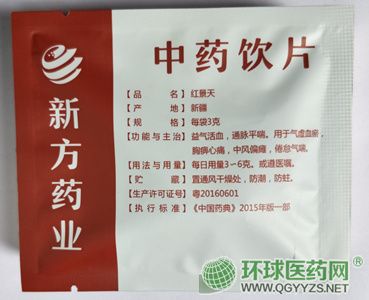 新方药业
中药饮片
【品 名】红景天
【产 地】新疆
【规 格】每袋3克
【功能与主治】益气活血，通脉平喘。用于气虚血瘀，
胸痹心痛，中风偏瘫，倦怠气喘。
【用法与用量】每日用量3~6克。或遵医嘱。
【贮 藏】置通风干燥处，防潮，防蛀。
【生产许可证号】粤20160601
【执行标准】《中国药典》2015年版一部
环球医药网®
WWW.QGYYZS.NET